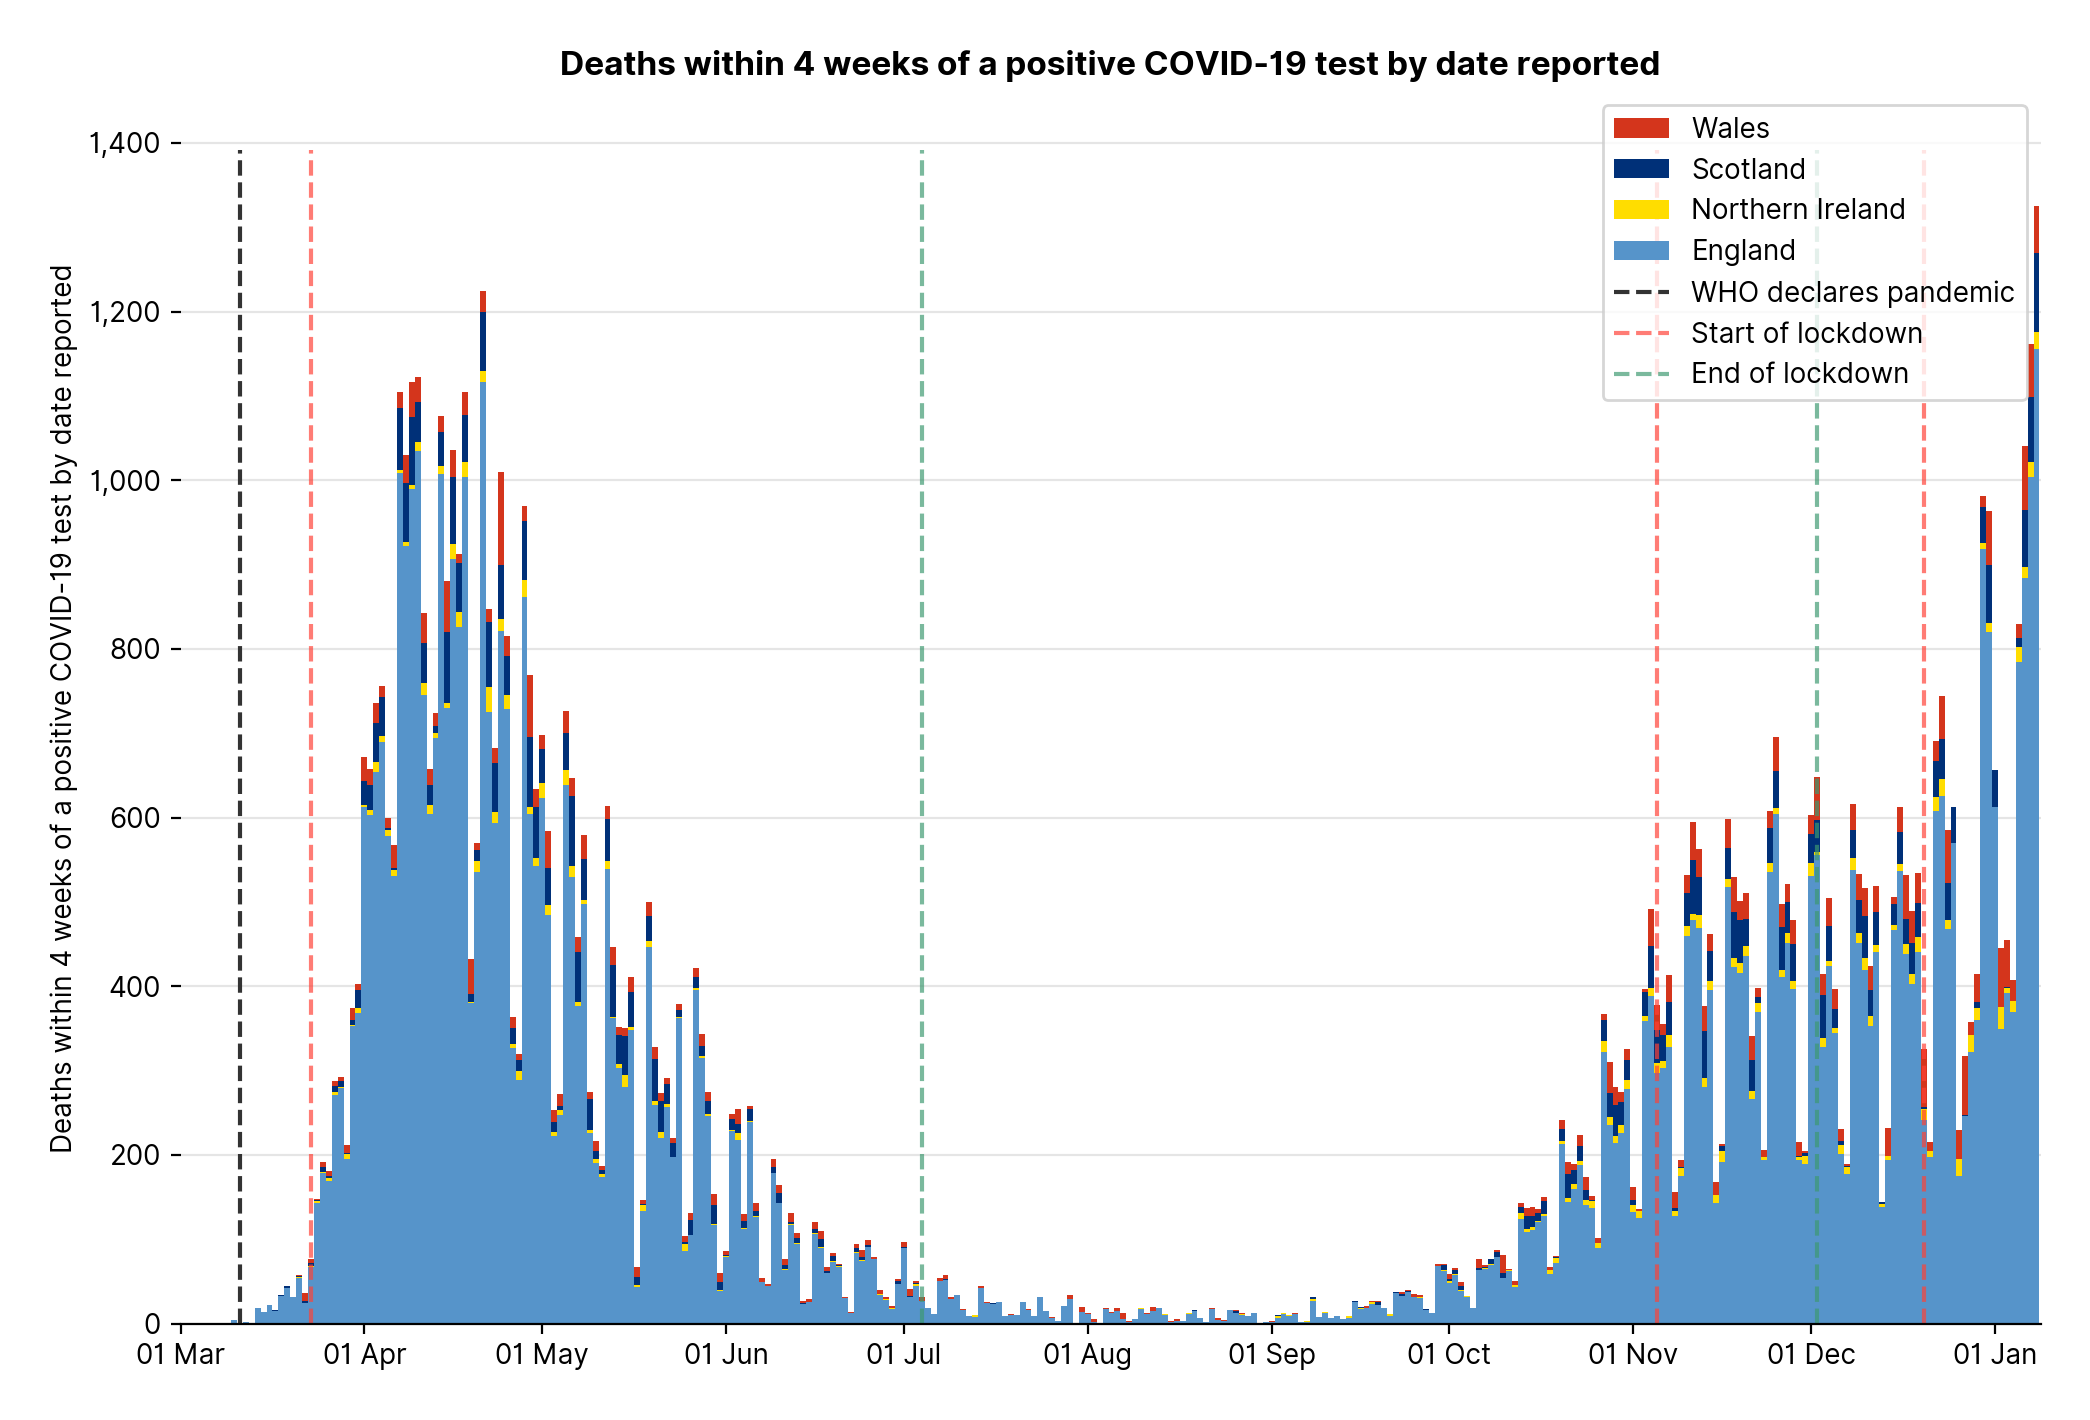 Deaths within 4 weeks of a positive COVID-19 test by date reported
Deaths within 4 weeks of a positive COVID-19 test by date reported
1,400
1,200
1,000
800
600
400
200
0
Wales
Scotland
Northern Ireland
England
WHO declares pandemic
Start of lockdown
End of lockdown
01 Mar
01 Apr
01 May
01 Jun
01 Jul
01 Aug
01 Sep
01 Oct
01 Nov
01 Dec
01 Jan